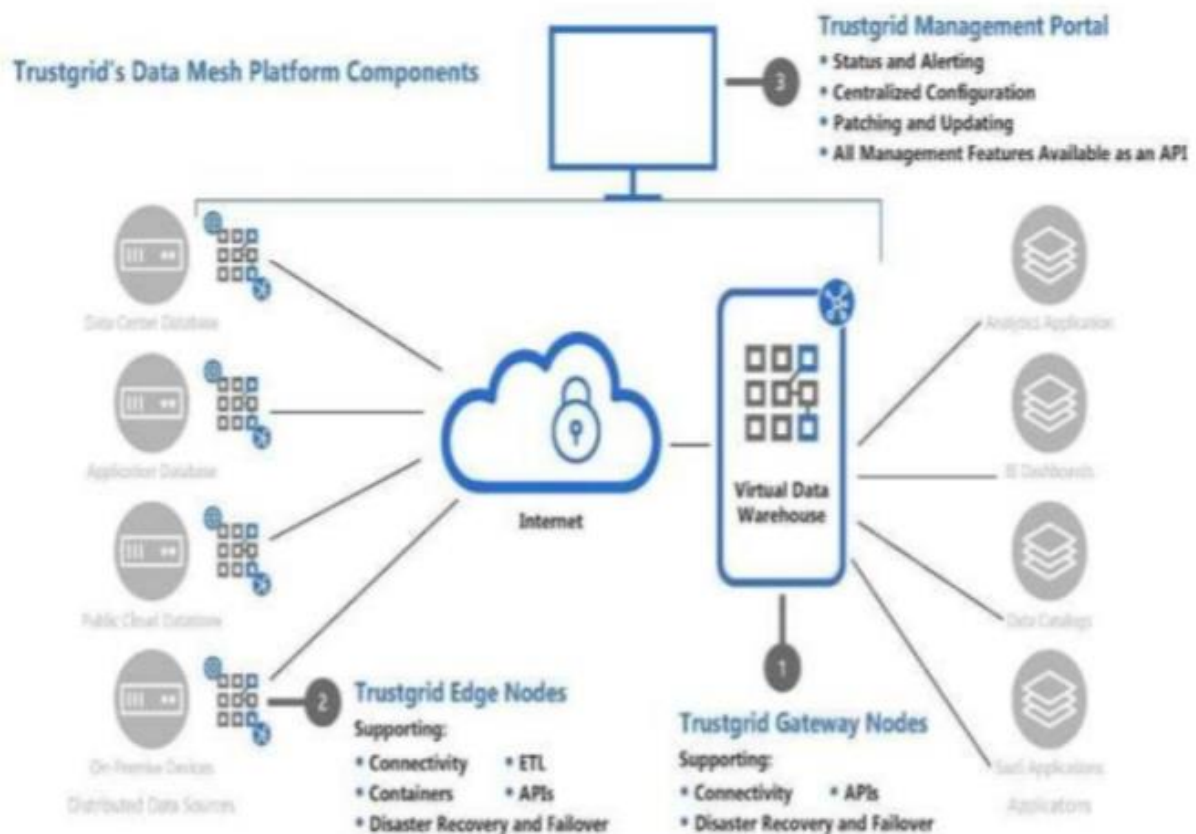 Trustgrid's Data Mesh Platform Components
Trustgrid Management Portal
• Status and Alerting
• Centralized Configuration
• Patching and Updating
• All Management Features Available as an API
3
Data Center Database
Application Database
Public Cloud Database
On-Premise Devices
Distributed Data Sources
Internet
Virtual Data
Warehouse
Analytics Application
BI Dashboards
Data Catalogs
SaaS Applications
Applications
2
Trustgrid Edge Nodes
Supporting:
• Connectivity • ETL
• Containers • APIs
• Disaster Recovery and Failover
1
Trustgrid Gateway Nodes
Supporting:
• Connectivity • APIs
• Disaster Recovery and Failover